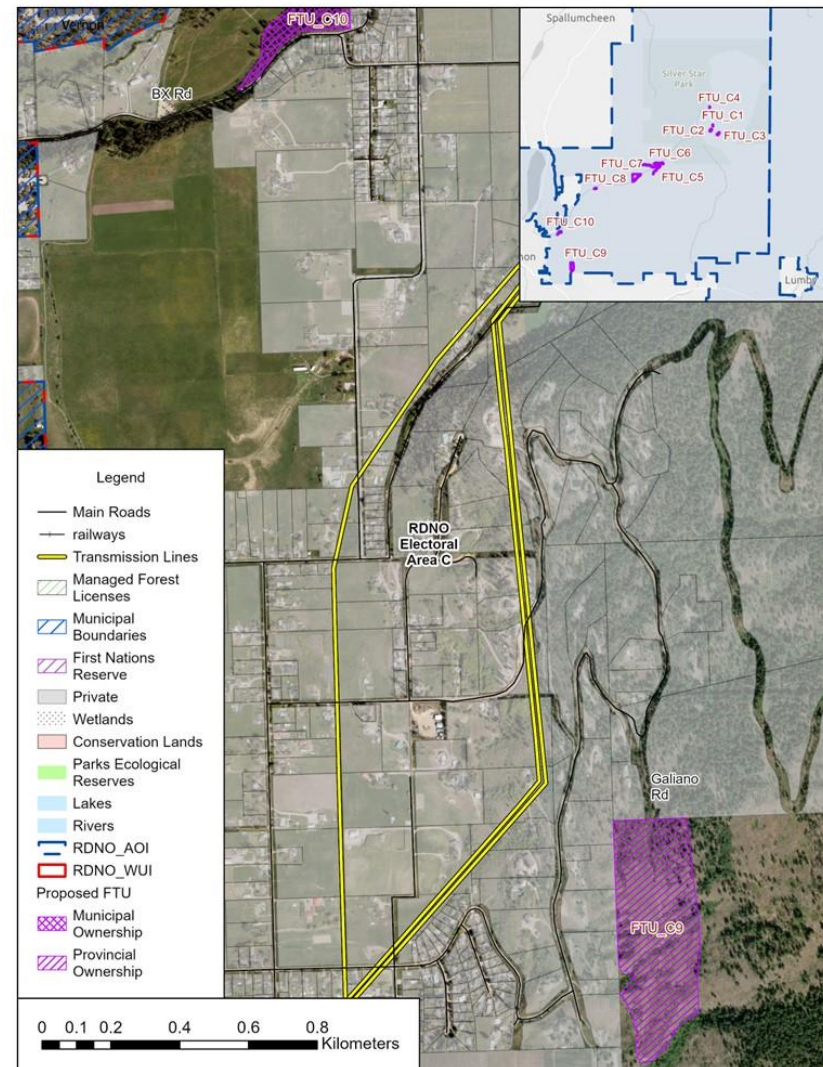 Vernon
FTU_C10
BX Rd
Spallumcheen
Silver Star
Park
FTU_C4
FTU_C1
FTU_C2
FTU_C3
FTU_C7
FTU_C6
FTU_C8
FTU_C5
FTU_C10
FTU_C9
non
Lumby
Legend
Main Roads
railways
Transmission Lines
Managed Forest
Licenses
Municipal
Boundaries
First Nations
Reserve
Private
Wetlands
Conservation Lands
Parks Ecological
Reserves
Lakes
Rivers
RDNO_AOI
RDNO_WUI
Proposed FTU
Municipal
Ownership
Provincial
Ownership
RDNO
Electoral
Area C
Galiano
Rd
FTU_C9
0 0.1 0.2 0.4 0.6 0.8
Kilometers